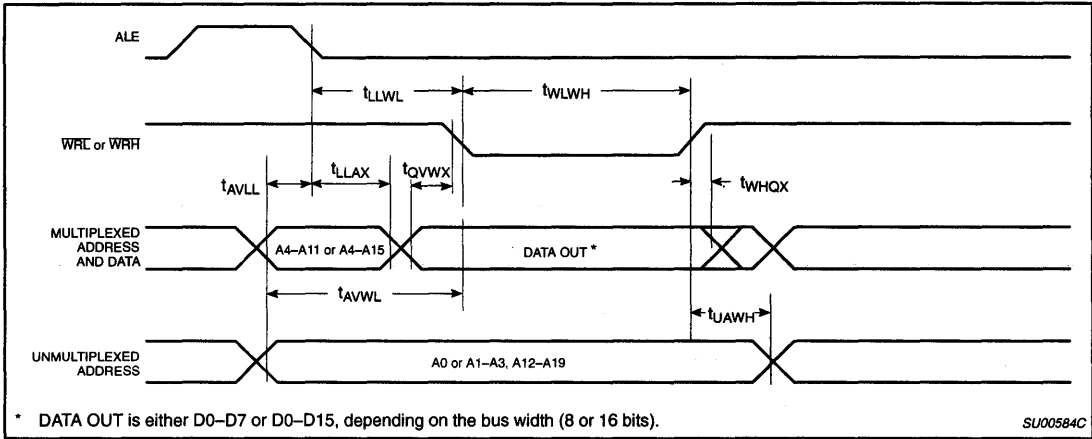 ALE
tLLWL
tWLWH
WRL or WRH
tAVLL
tLLAX
tQVWX
tWHQX
MULTIPLEXED
ADDRESS
AND DATA
A4–A11 or A4–A15
DATA OUT *
tAVWL
tUAWH
UNMULTIPLEXED
ADDRESS
A0 or A1–A3, A12–A19
* DATA OUT is either D0–D7 or D0–D15, depending on the bus width (8 or 16 bits).
SU00584C